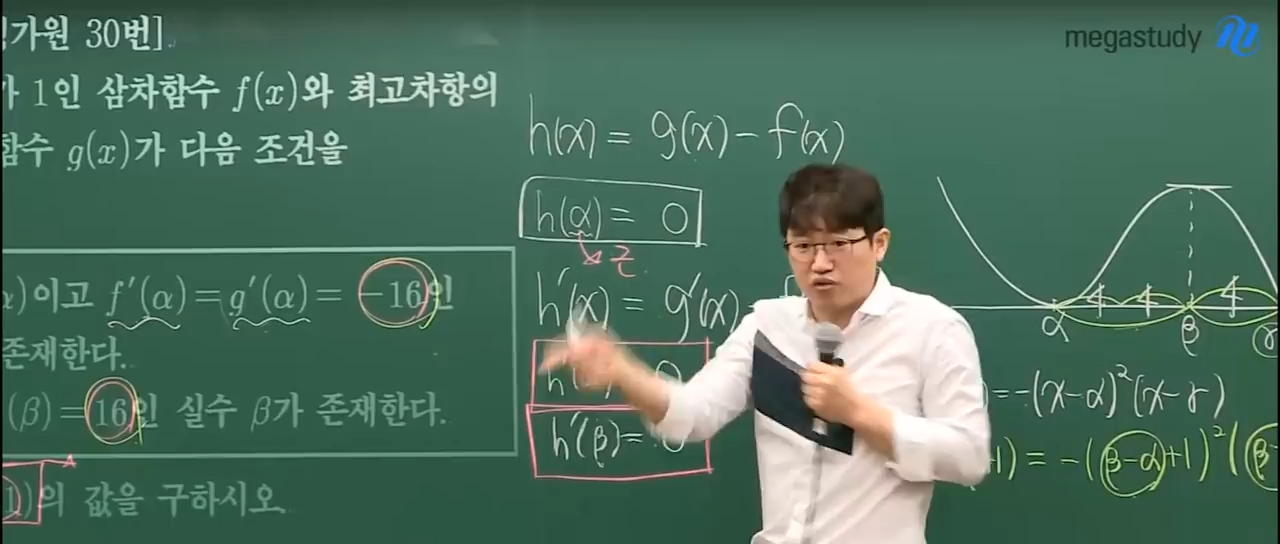 megastudy
가원 30번]
가 1인 삼차함수 f(x)와 최고차항의
함수 g(x)가 다음 조건을
α)이고 f′(α)=g′(α)= -16인
존재한다.
(β)=16인 실수 β가 존재한다.
1)의 값을 구하시오
h(x) = g(x) - f(x)
h(α) = 0
근
h′(x) = g′(x) -
h′(β) = 0
α β γ
= -(x-α)²(x-γ)
+1) = -(β-α+1)²(β-